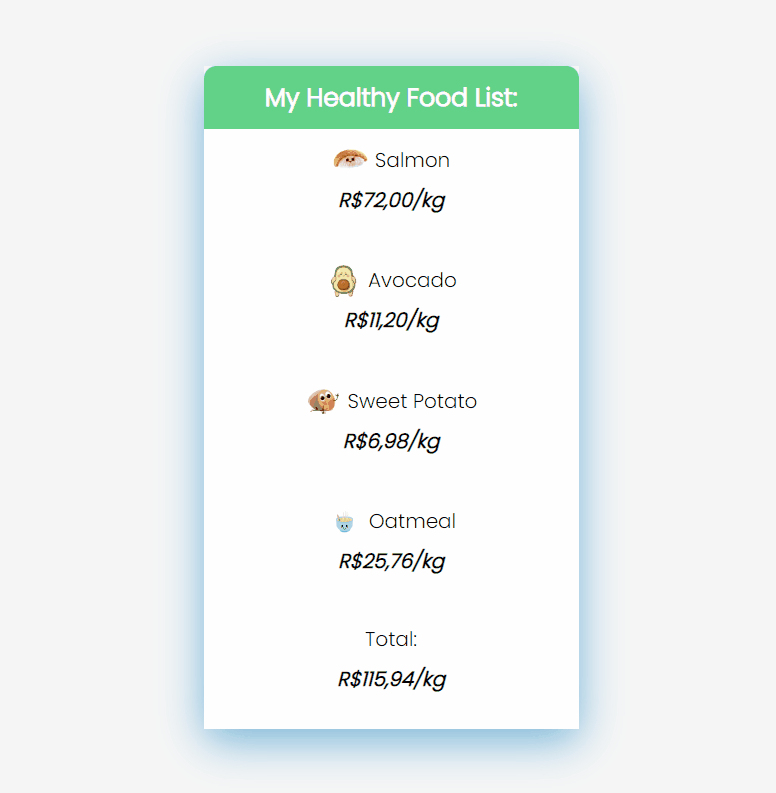 My Healthy Food List:
Salmon
R$72,00/kg
Avocado
R$11,20/kg
Sweet Potato
R$6,98/kg
Oatmeal
R$25,76/kg
Total:
R$115,94/kg